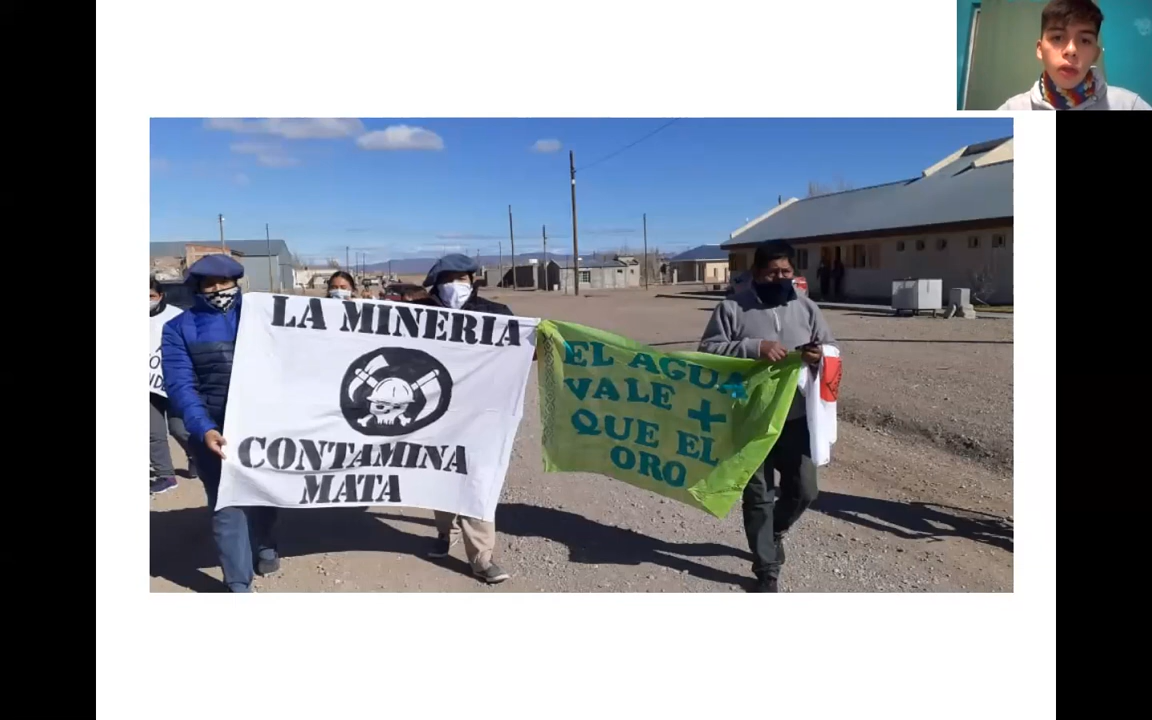 LA MINERIA
CONTAMINA
MATA
EL AGUA
VALE +
QUE EL
ORO